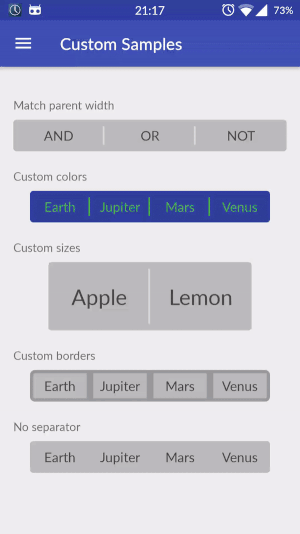 21:17 73%
Custom Samples
Match parent width
AND OR NOT
Custom colors
Earth Jupiter Mars Venus
Custom sizes
Apple Lemon
Custom borders
Earth Jupiter Mars Venus
No separator
Earth Jupiter Mars Venus